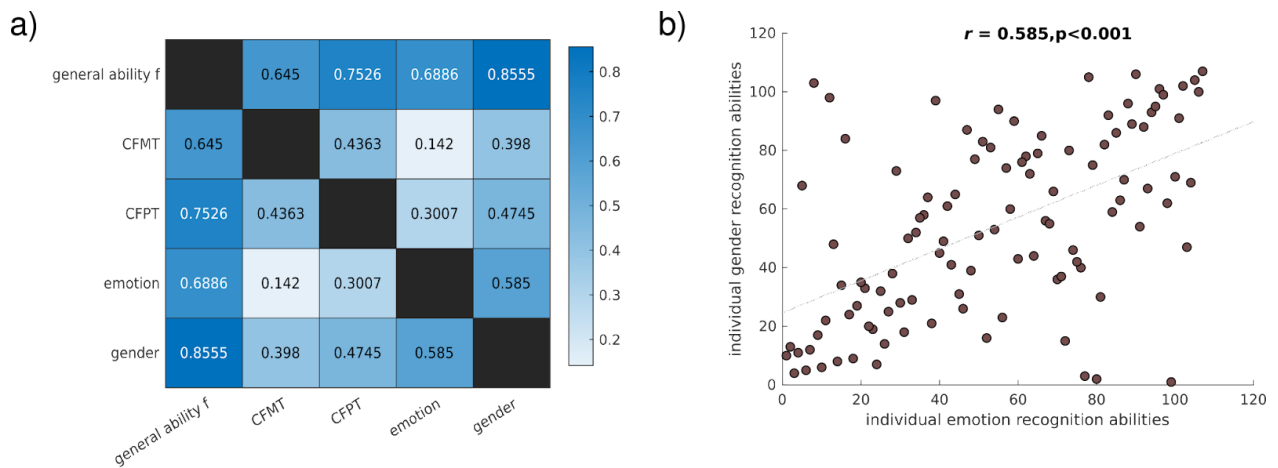 a)
general ability f 0.645 0.7526 0.6886 0.8555
CFMT 0.645 0.4363 0.142 0.398
CFPT 0.7526 0.4363 0.3007 0.4745
emotion 0.6886 0.142 0.3007 0.585
gender 0.8555 0.398 0.4745 0.585
general ability f CFMT CFPT emotion gender
0.8
0.7
0.6
0.5
0.4
0.3
0.2
b)
r = 0.585,p<0.001
individual gender recognition abilities
120
100
80
60
40
20
0
0 20 40 60 80 100 120
individual emotion recognition abilities